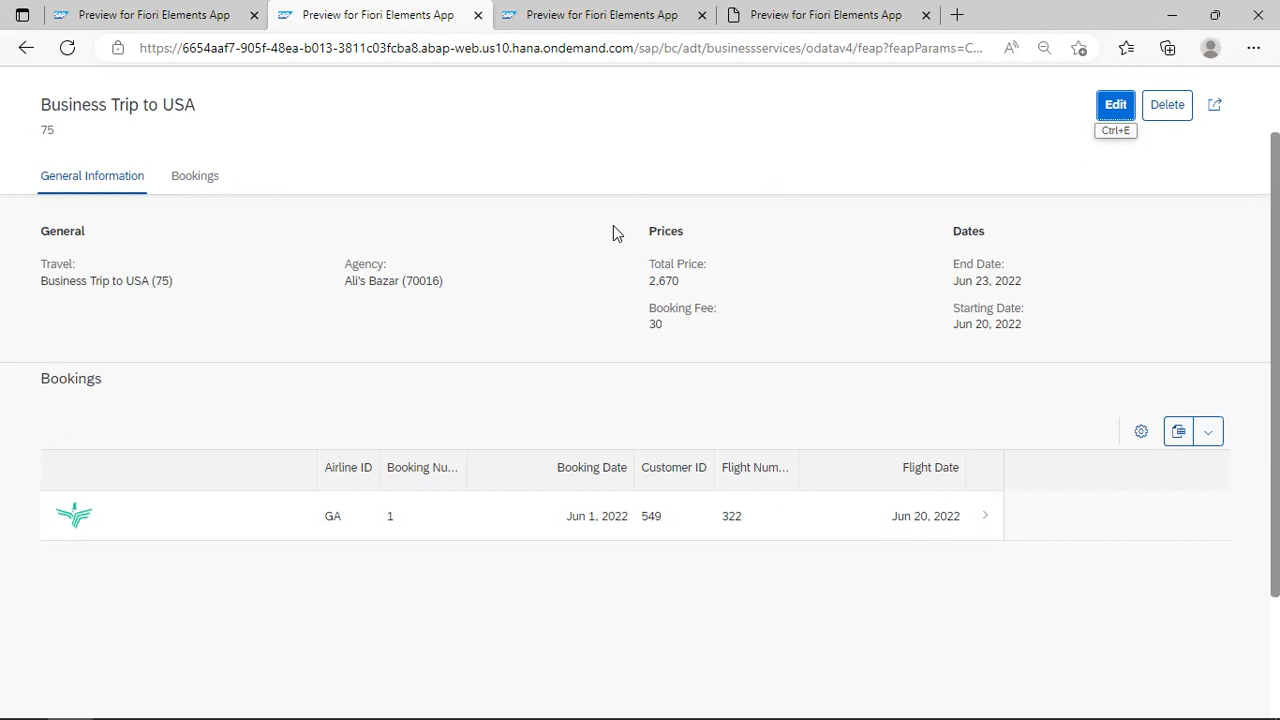 Preview for Fiori Elements App
Preview for Fiori Elements App
Preview for Fiori Elements App
Preview for Fiori Elements App
https://6654aaf7-905f-48ea-b013-3811c03fcba8.abap-web.us10.hana.ondemand.com/sap/bc/adt/businessservices/odatav4/feap?feapParams=C...
Business Trip to USA
75
Edit
Delete
Ctrl+E
General Information
Bookings
General
Travel:
Business Trip to USA (75)
Agency:
Ali's Bazar (70016)
Prices
Total Price:
2,670
Booking Fee:
30
Dates
End Date:
Jun 23, 2022
Starting Date:
Jun 20, 2022
Bookings
Airline ID Booking Nu... Booking Date Customer ID Flight Num... Flight Date
GA 1 Jun 1, 2022 549 322 Jun 20, 2022